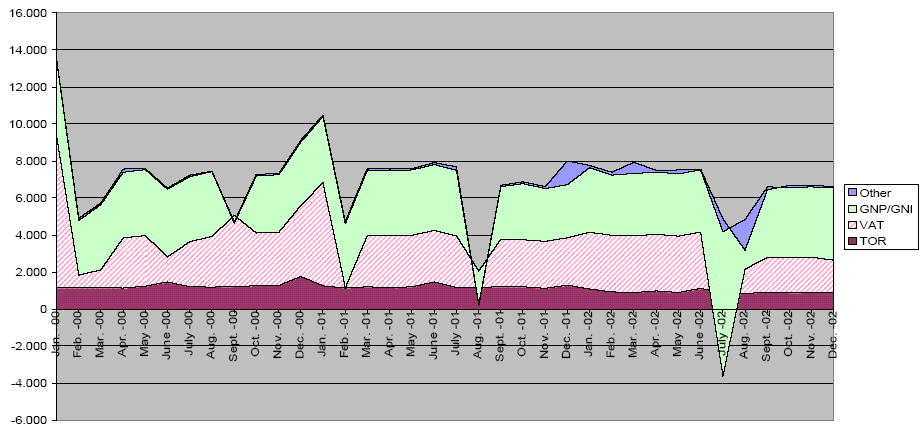 16.000
14.000
12.000
10.000
8.000
6.000
4.000
2.000
0
-2.000
-4.000
-6.000
Jan. -00
Feb. -00
Mar. -00
Apr. -00
May -00
June -00
July -00
Aug. -00
Sept. -00
Oct. -00
Nov. -00
Dec. -00
Jan. -01
Feb. -01
Mar. -01
Apr. -01
May -01
June -01
July -01
Aug. -01
Sept. -01
Oct. -01
Nov. -01
Dec. -01
Jan. -02
Feb. -02
Mar. -02
Apr. -02
May -02
June -02
July -02
Aug. -02
Sept. -02
Oct. -02
Nov. -02
Dec. -02
Other
GNP/GNI
VAT
TOR